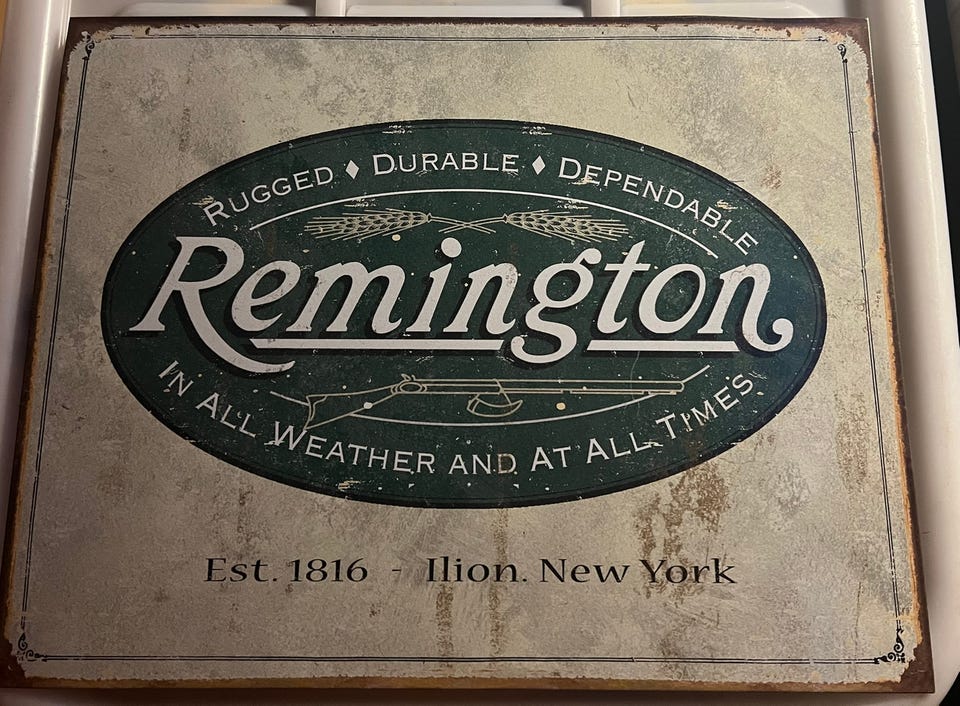 RUGGED ♦ DURABLE ♦ DEPENDABLE
Remington
IN ALL WEATHER AND AT ALL TIMES
Est. 1816 - Ilion. New York